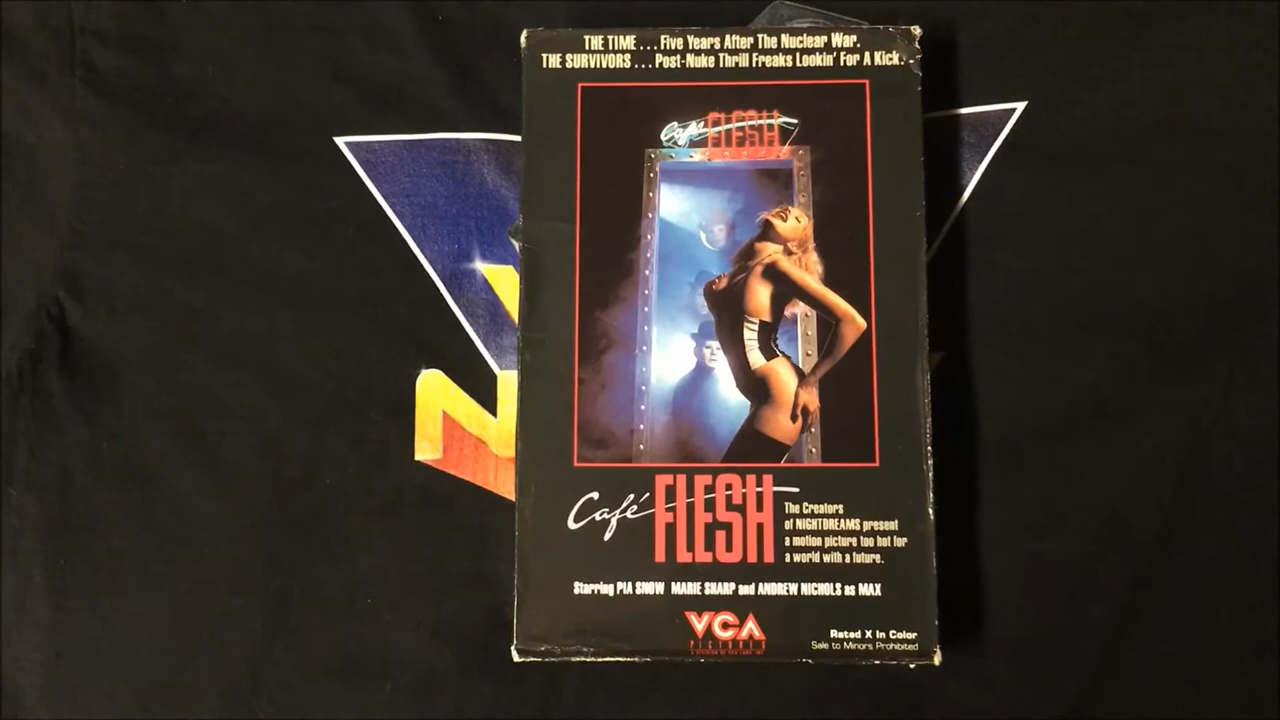 THE TIME... Five Years After The Nuclear War.
THE SURVIVORS... Post-Nuke Thrill Freaks Lookin' For A Kick.
Café FLESH
Café FLESH
The Creators
of NIGHTDREAMS present
a motion picture too hot for
a world with a future.
Starring PIA SNOW MARIE SHARP and ANDREW NICHOLS as MAX
VCA
PICTURES
Rated X In Color
Sale to Minors Prohibited